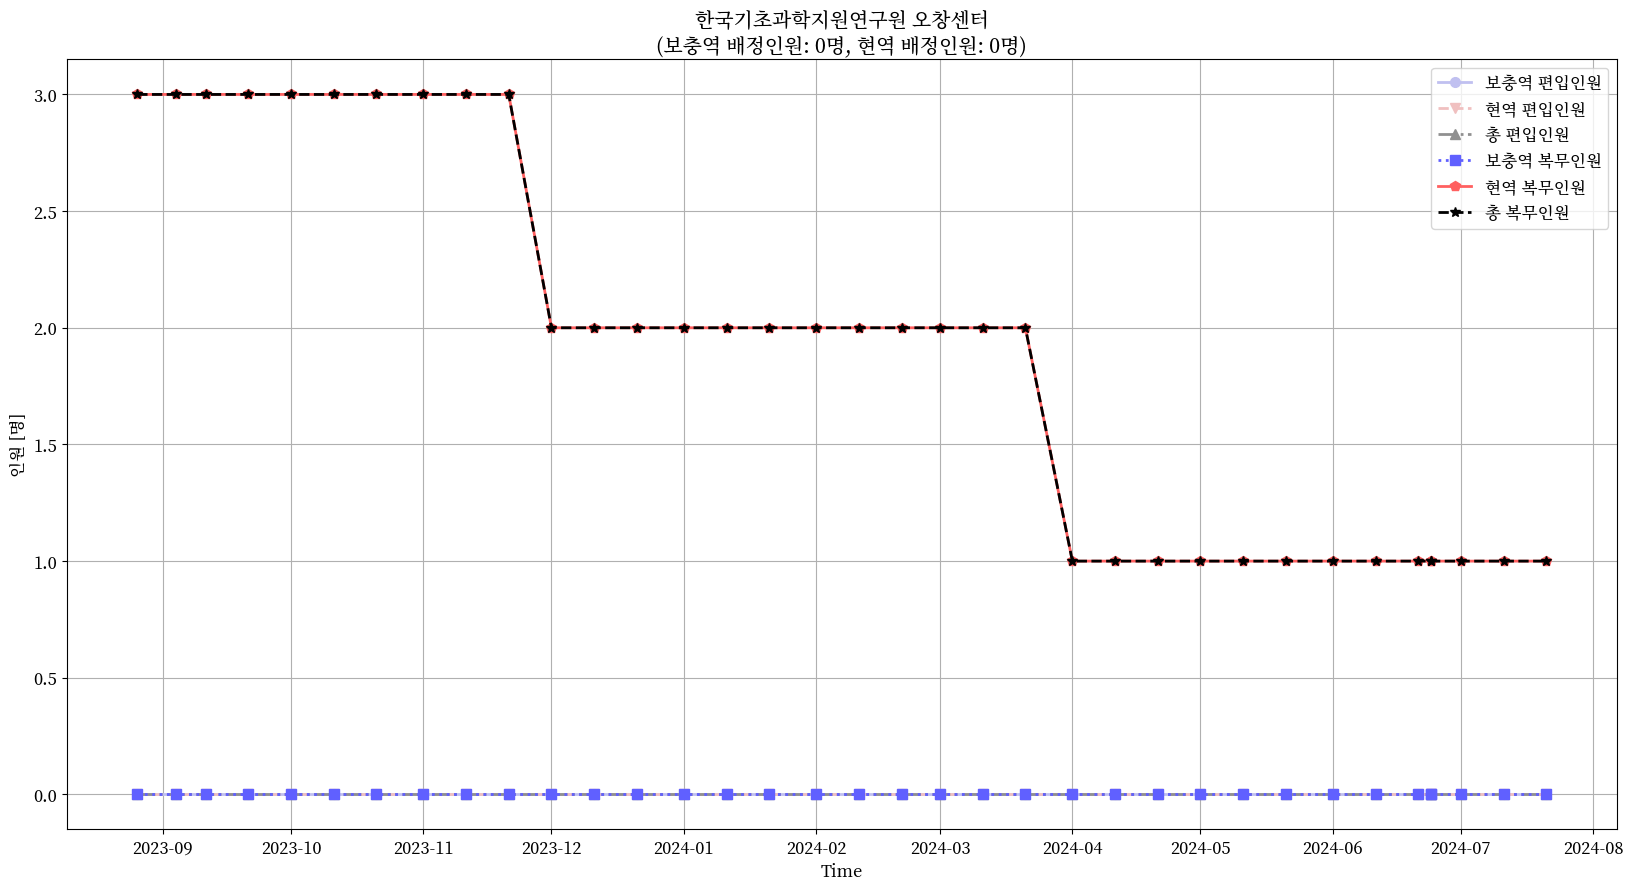 한국기초과학지원연구원 오창센터
(보충역 배정인원: 0명, 현역 배정인원: 0명)
보충역 편입인원
현역 편입인원
총 편입인원
보충역 복무인원
현역 복무인원
총 복무인원
인원 [명]
3.0
2.5
2.0
1.5
1.0
0.5
0.0
2023-09 2023-10 2023-11 2023-12 2024-01 2024-02 2024-03 2024-04 2024-05 2024-06 2024-07 2024-08
Time